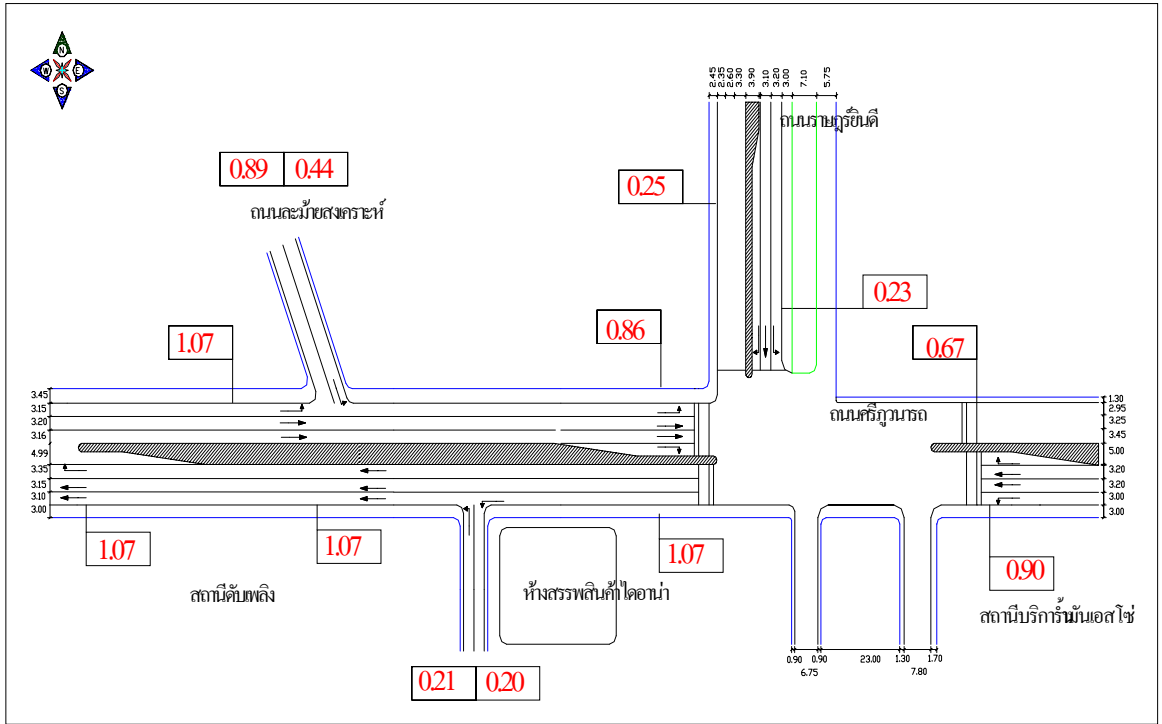 N
W E
S
2.45 2.35 2.60 3.30 3.90 3.10 3.20 3.00 7.10 5.75
ถนนราษฎร์ยินดี
0.89 0.44
0.25
ถนนละม้ายสงเคราะห์
0.23
1.07
0.86
0.67
3.45
3.15
3.20
3.16
4.99
3.35
3.15
3.10
3.00
ถนนศรีภูวนารถ
1.30
2.95
3.25
3.45
5.00
3.20
3.20
3.00
3.00
1.07
1.07
1.07
0.90
สถานีดับเพลิง
ห้างสรรพสินค้าไดอาน่า
สถานีบริการน้ำมันเอสโซ่
0.90 0.90 23.00 1.30 1.70
6.75 7.80
0.21 0.20